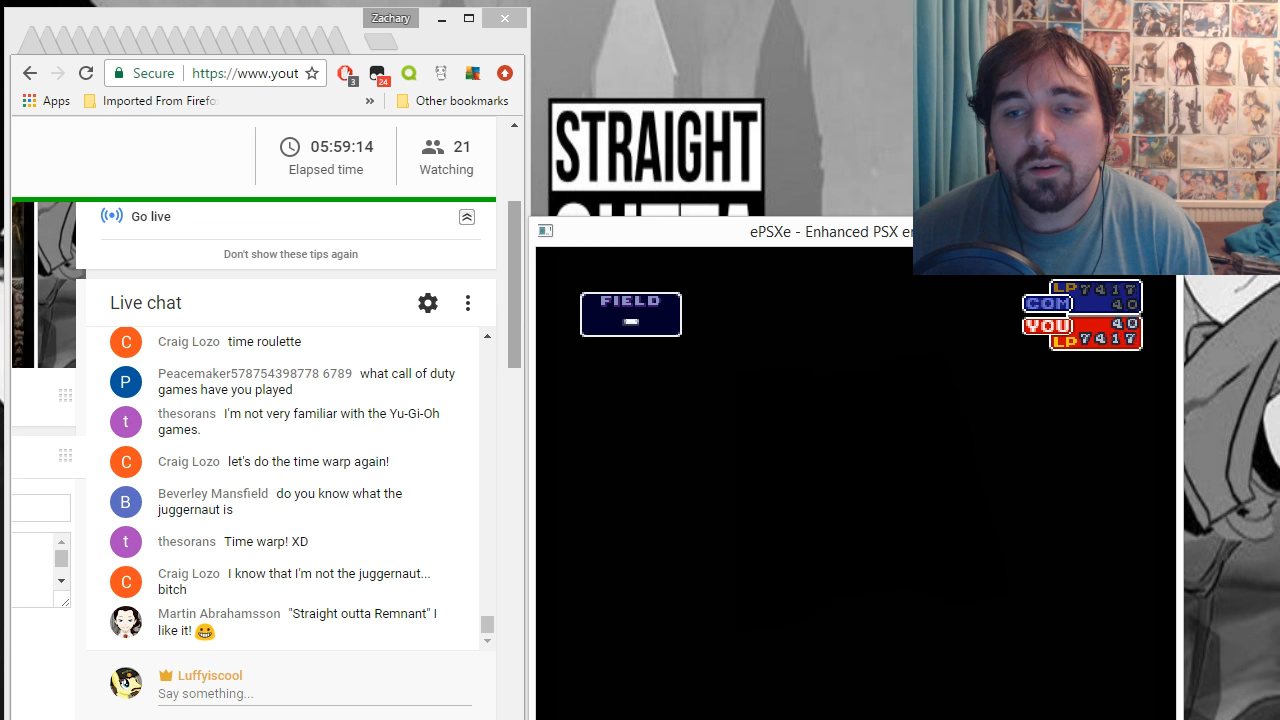 Zachary
Secure https://www.yout
3
24
Apps Imported From Firefo » Other bookmarks
05:59:14 21
Elapsed time Watching
Go live
Don't show these tips again
Live chat
C Craig Lozo time roulette
P Peacemaker578754398778 6789 what call of duty
games have you played
t thesorans I'm not very familiar with the Yu-Gi-Oh
games.
C Craig Lozo let's do the time warp again!
B Beverley Mansfield do you know what the
juggernaut is
t thesorans Time warp! XD
C Craig Lozo I know that I'm not the juggernaut...
bitch
Martin Abrahamsson "Straight outta Remnant" I
like it! 😀
Luffyiscool
Say something...
STRAIGHT
OUTTA
ePSXe - Enhanced PSX e
FIELD
-
LP 7417
COM 40
YOU 40
LP 7417